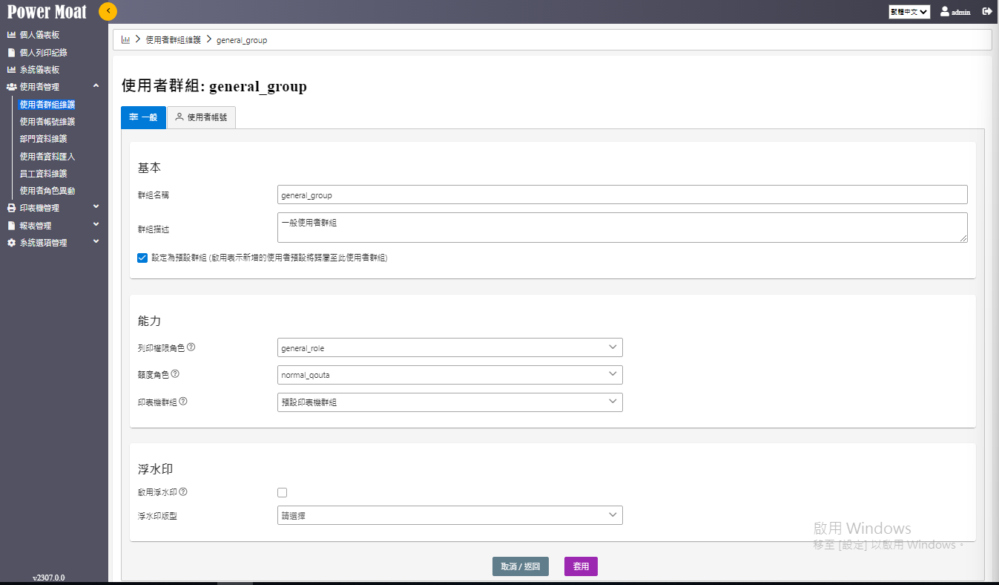 Power Moat
繁體中文
admin
個人儀表板
個人列印紀錄
系統儀表板
使用者管理
使用者群組維護
使用者帳號維護
部門資料維護
使用者資料匯入
員工資料維護
使用者角色異動
印表機管理
報表管理
系統選項管理
v2307.0.0
使用者群組維護
general_group
使用者群組: general_group
一般
使用者帳號
基本
群組名稱
general_group
群組描述
一般使用者群組
設定為預設群組 (啟用表示新增的使用者預設將歸屬至此使用者群組)
能力
列印權限角色
general_role
額度角色
normal_qouta
印表機群組
預設印表機群組
浮水印
啟用浮水印
浮水印版型
請選擇
取消 / 返回
套用
啟用 Windows
移至 [設定] 以啟用 Windows。